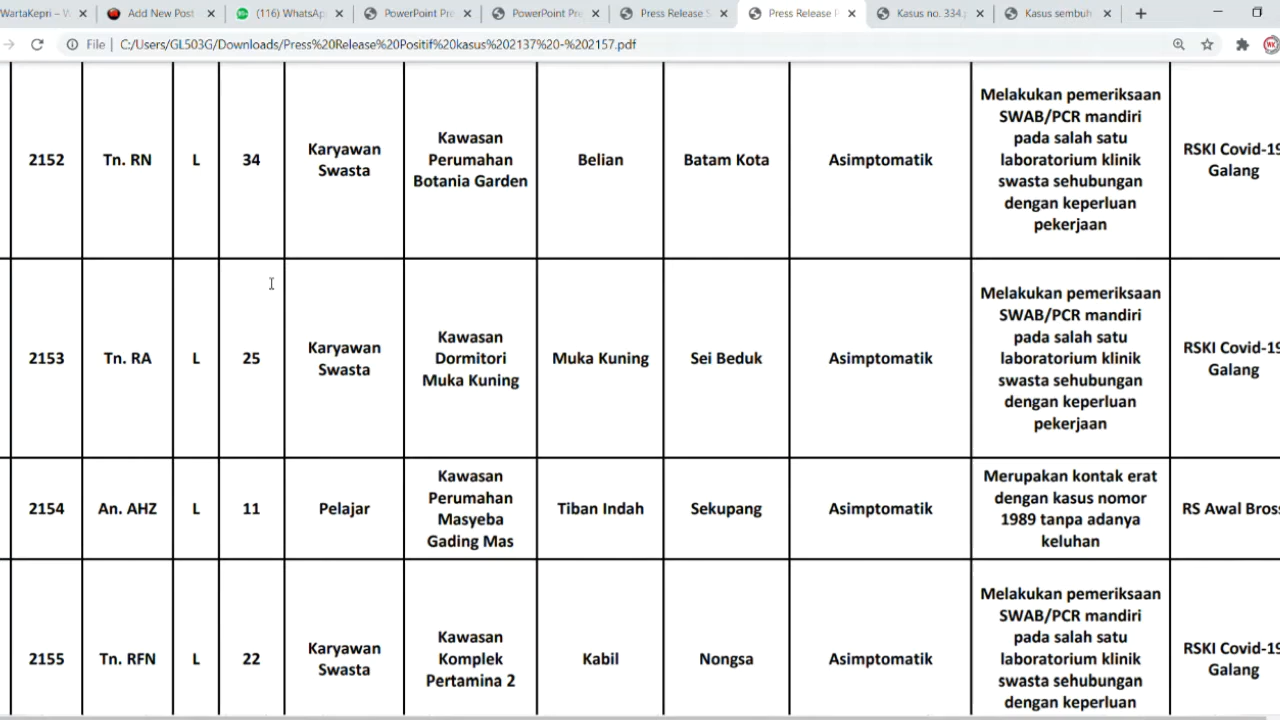 WartaKepri – W
Add New Post
(116) WhatsAp
PowerPoint Pre
PowerPoint Pre
Press Release S
Press Release P
Kasus no. 334.p
Kasus sembuh
File
C:/Users/GL503G/Downloads/Press%20Release%20Positif%20kasus%202137%20-%202157.pdf
2152
Tn. RN
L
34
Karyawan
Swasta
Kawasan
Perumahan
Botania Garden
Belian
Batam Kota
Asimptomatik
Melakukan pemeriksaan
SWAB/PCR mandiri
pada salah satu
laboratorium klinik
swasta sehubungan
dengan keperluan
pekerjaan
RSKI Covid-19
Galang
2153
Tn. RA
L
25
Karyawan
Swasta
Kawasan
Dormitori
Muka Kuning
Muka Kuning
Sei Beduk
Asimptomatik
Melakukan pemeriksaan
SWAB/PCR mandiri
pada salah satu
laboratorium klinik
swasta sehubungan
dengan keperluan
pekerjaan
RSKI Covid-19
Galang
2154
An. AHZ
L
11
Pelajar
Kawasan
Perumahan
Masyeba
Gading Mas
Tiban Indah
Sekupang
Asimptomatik
Merupakan kontak erat
dengan kasus nomor
1989 tanpa adanya
keluhan
RS Awal Bros
2155
Tn. RFN
L
22
Karyawan
Swasta
Kawasan
Komplek
Pertamina 2
Kabil
Nongsa
Asimptomatik
Melakukan pemeriksaan
SWAB/PCR mandiri
pada salah satu
laboratorium klinik
swasta sehubungan
dengan keperluan
RSKI Covid-19
Galang